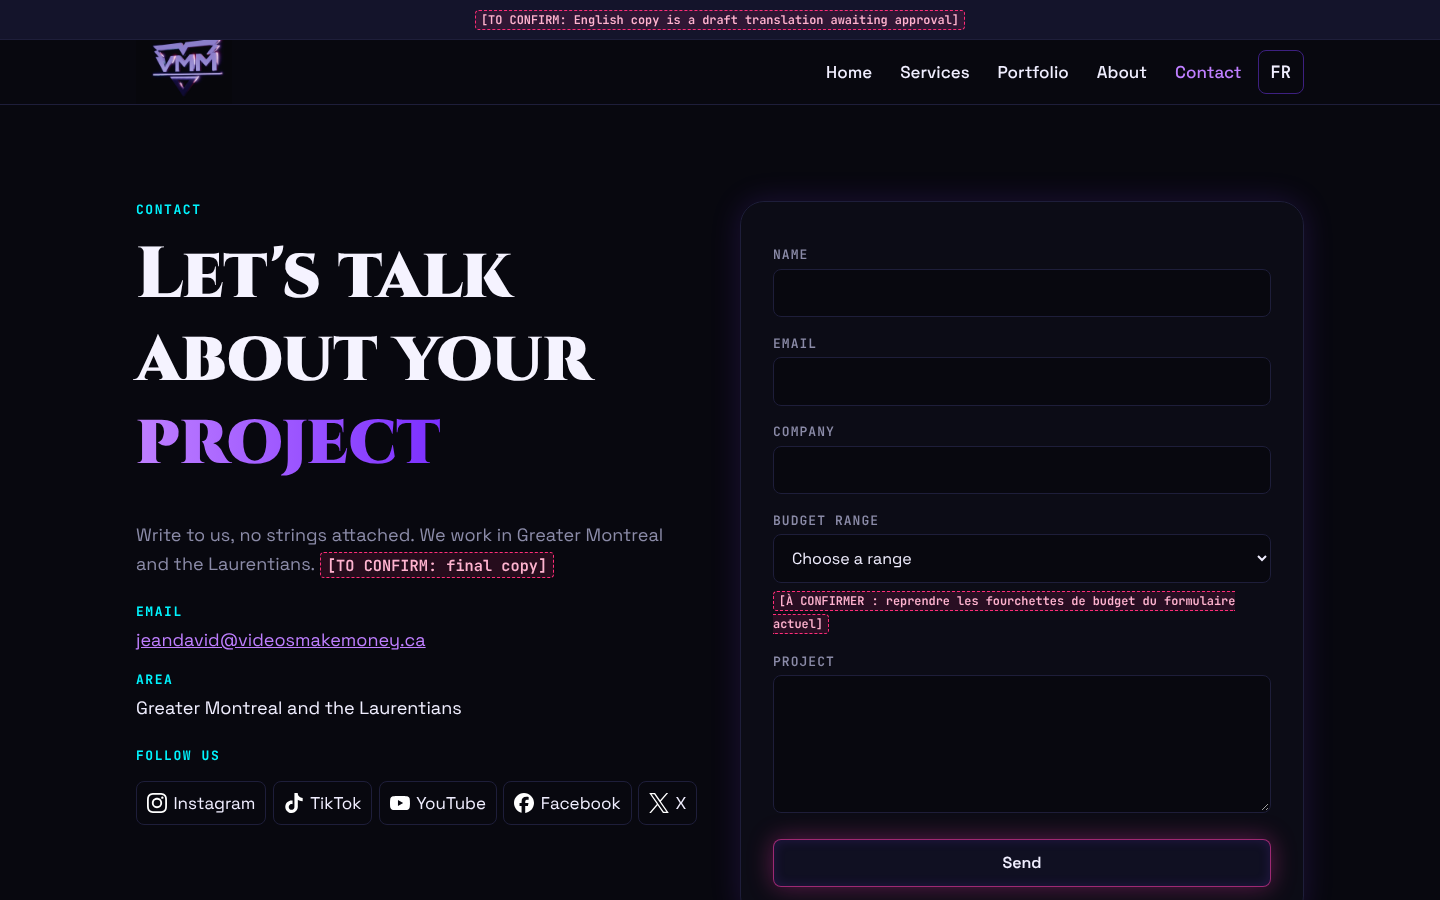 [TO CONFIRM: English copy is a draft translation awaiting approval]
VMM
Home
Services
Portfolio
About
Contact
FR
CONTACT
LET'S TALK
ABOUT YOUR
PROJECT
Write to us, no strings attached. We work in Greater Montreal
and the Laurentians. [TO CONFIRM: final copy]
EMAIL
jeandavid@videosmakemoney.ca
AREA
Greater Montreal and the Laurentians
FOLLOW US
Instagram
TikTok
YouTube
Facebook
X
NAME
EMAIL
COMPANY
BUDGET RANGE
Choose a range
[À CONFIRMER : reprendre les fourchettes de budget du formulaire
actuel]
PROJECT
Send